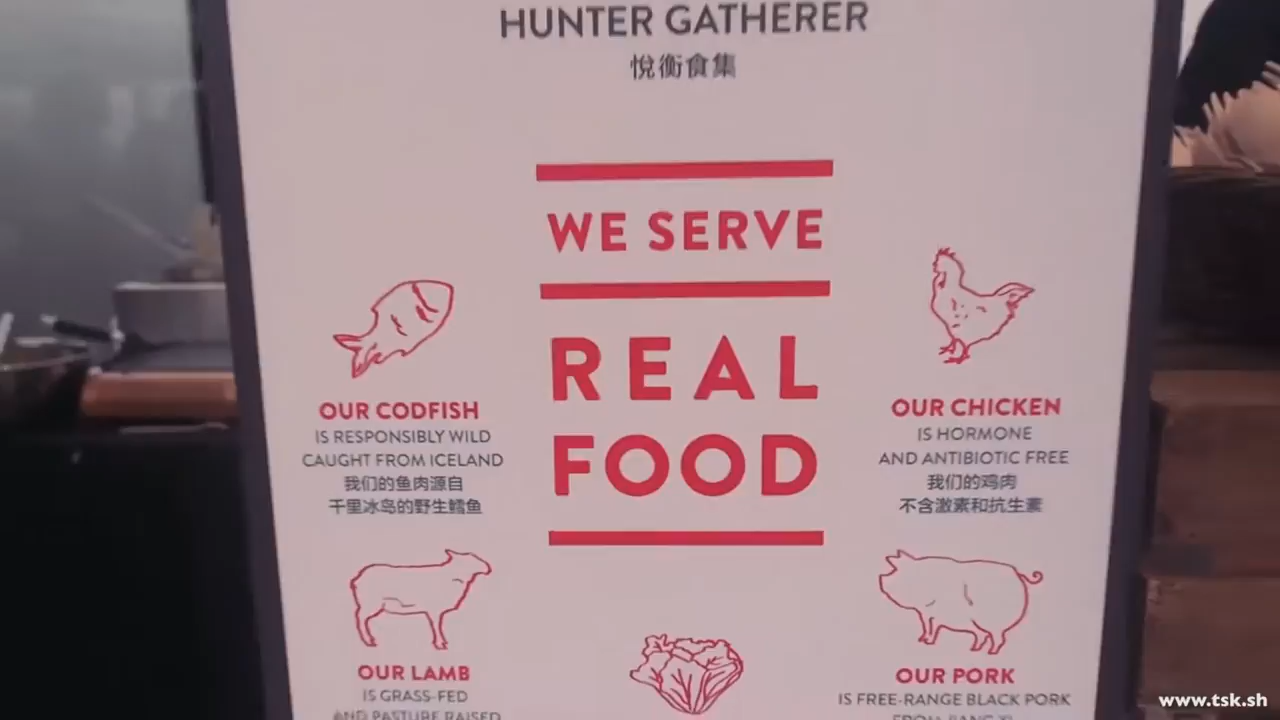 HUNTER GATHERER
悦衡食集
WE SERVE
REAL
FOOD
OUR CODFISH
IS RESPONSIBLY WILD
CAUGHT FROM ICELAND
我们的鱼肉源自
千里冰岛的野生鳕鱼
OUR CHICKEN
IS HORMONE
AND ANTIBIOTIC FREE
我们的鸡肉
不含激素和抗生素
OUR LAMB
IS GRASS-FED
AND PASTURE RAISED
OUR PORK
IS FREE-RANGE BLACK PORK
FROM JIANG XI
www.tsk.sh